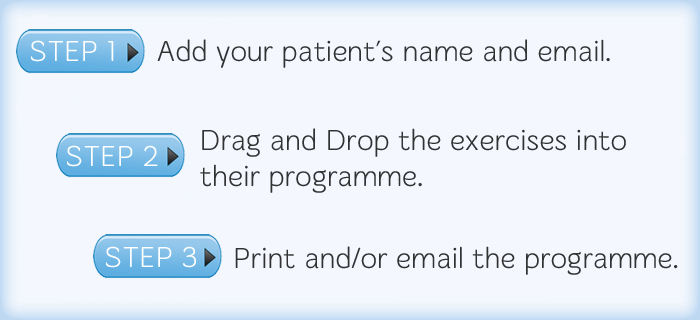 STEP 1 Add your patient's name and email.
STEP 2 Drag and Drop the exercises into
their programme.
STEP 3 Print and/or email the programme.